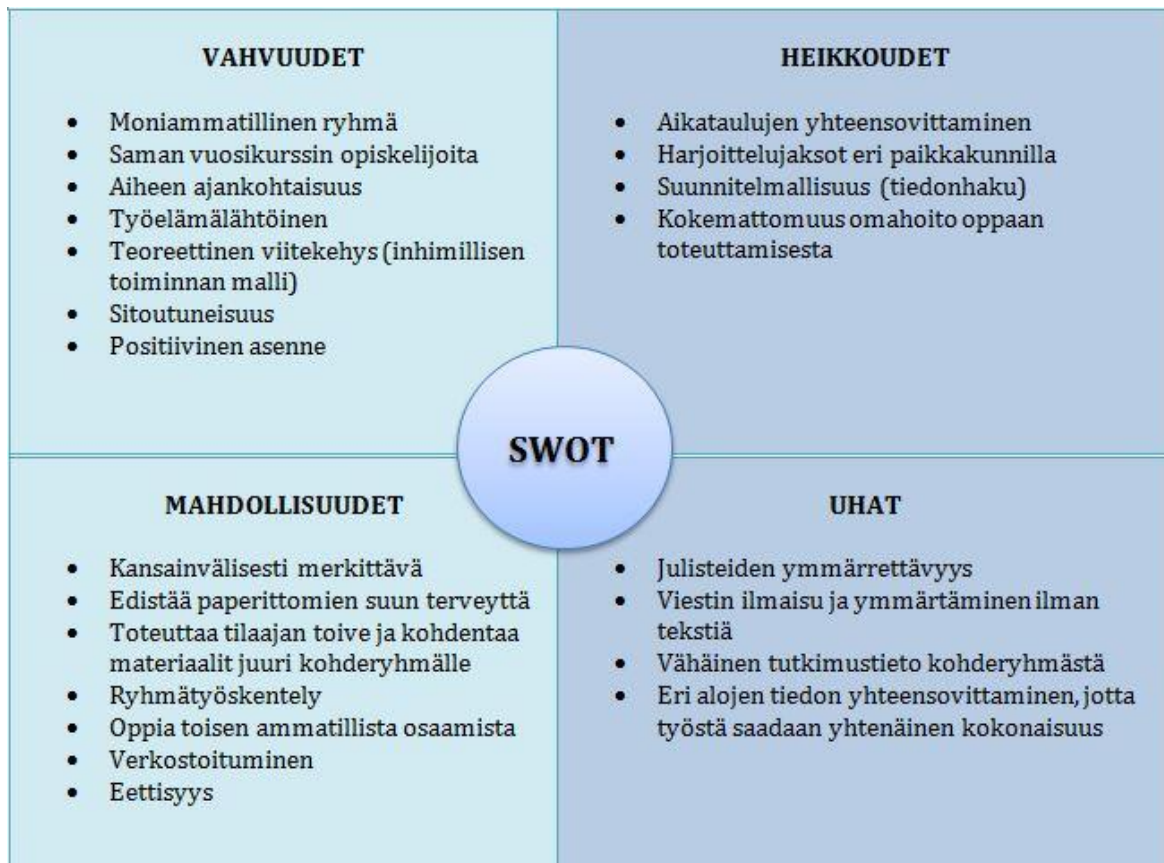 VAHVUUDET
• Moniammatillinen ryhmä
• Saman vuosikurssin opiskelijoita
• Aiheen ajankohtaisuus
• Työelämälähtöinen
• Teoreettinen viitekehys (inhimillisen
toiminnan malli)
• Sitoutuneisuus
• Positiivinen asenne
HEIKKOUDET
• Aikataulujen yhteensovittaminen
• Harjoittelujaksot eri paikkakunnilla
• Suunnitelmallisuus (tiedonhaku)
• Kokemattomuus omahoito oppaan
toteuttamisesta
SWOT
MAHDOLLISUUDET
• Kansainvälisesti merkittävä
• Edistää paperittomien suun terveyttä
• Toteuttaa tilaajan toive ja kohdentaa
materiaalit juuri kohderyhmälle
• Ryhmätyöskentely
• Oppia toisen ammatillista osaamista
• Verkostoituminen
• Eettisyys
UHAT
• Julisteiden ymmärrettävyys
• Viestin ilmaisu ja ymmärtäminen ilman
tekstiä
• Vähäinen tutkimustieto kohderyhmästä
• Eri alojen tiedon yhteensovittaminen, jotta
työstä saadaan yhtenäinen kokonaisuus